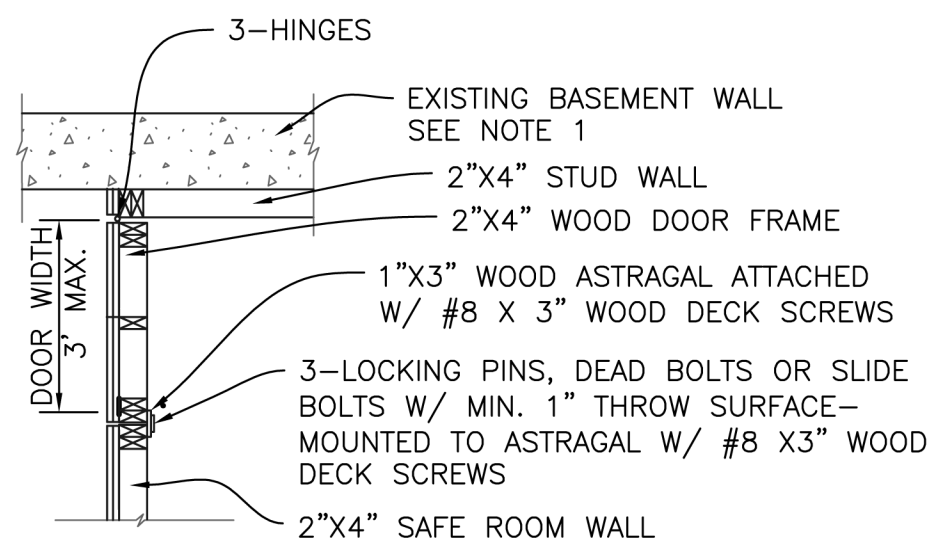 3-HINGES
EXISTING BASEMENT WALL
SEE NOTE 1
2"X4" STUD WALL
2"X4" WOOD DOOR FRAME
DOOR WIDTH
3' MAX.
1"X3" WOOD ASTRAGAL ATTACHED
W/ #8 X 3" WOOD DECK SCREWS
3-LOCKING PINS, DEAD BOLTS OR SLIDE
BOLTS W/ MIN. 1" THROW SURFACE-
MOUNTED TO ASTRAGAL W/ #8 X3" WOOD
DECK SCREWS
2"X4" SAFE ROOM WALL